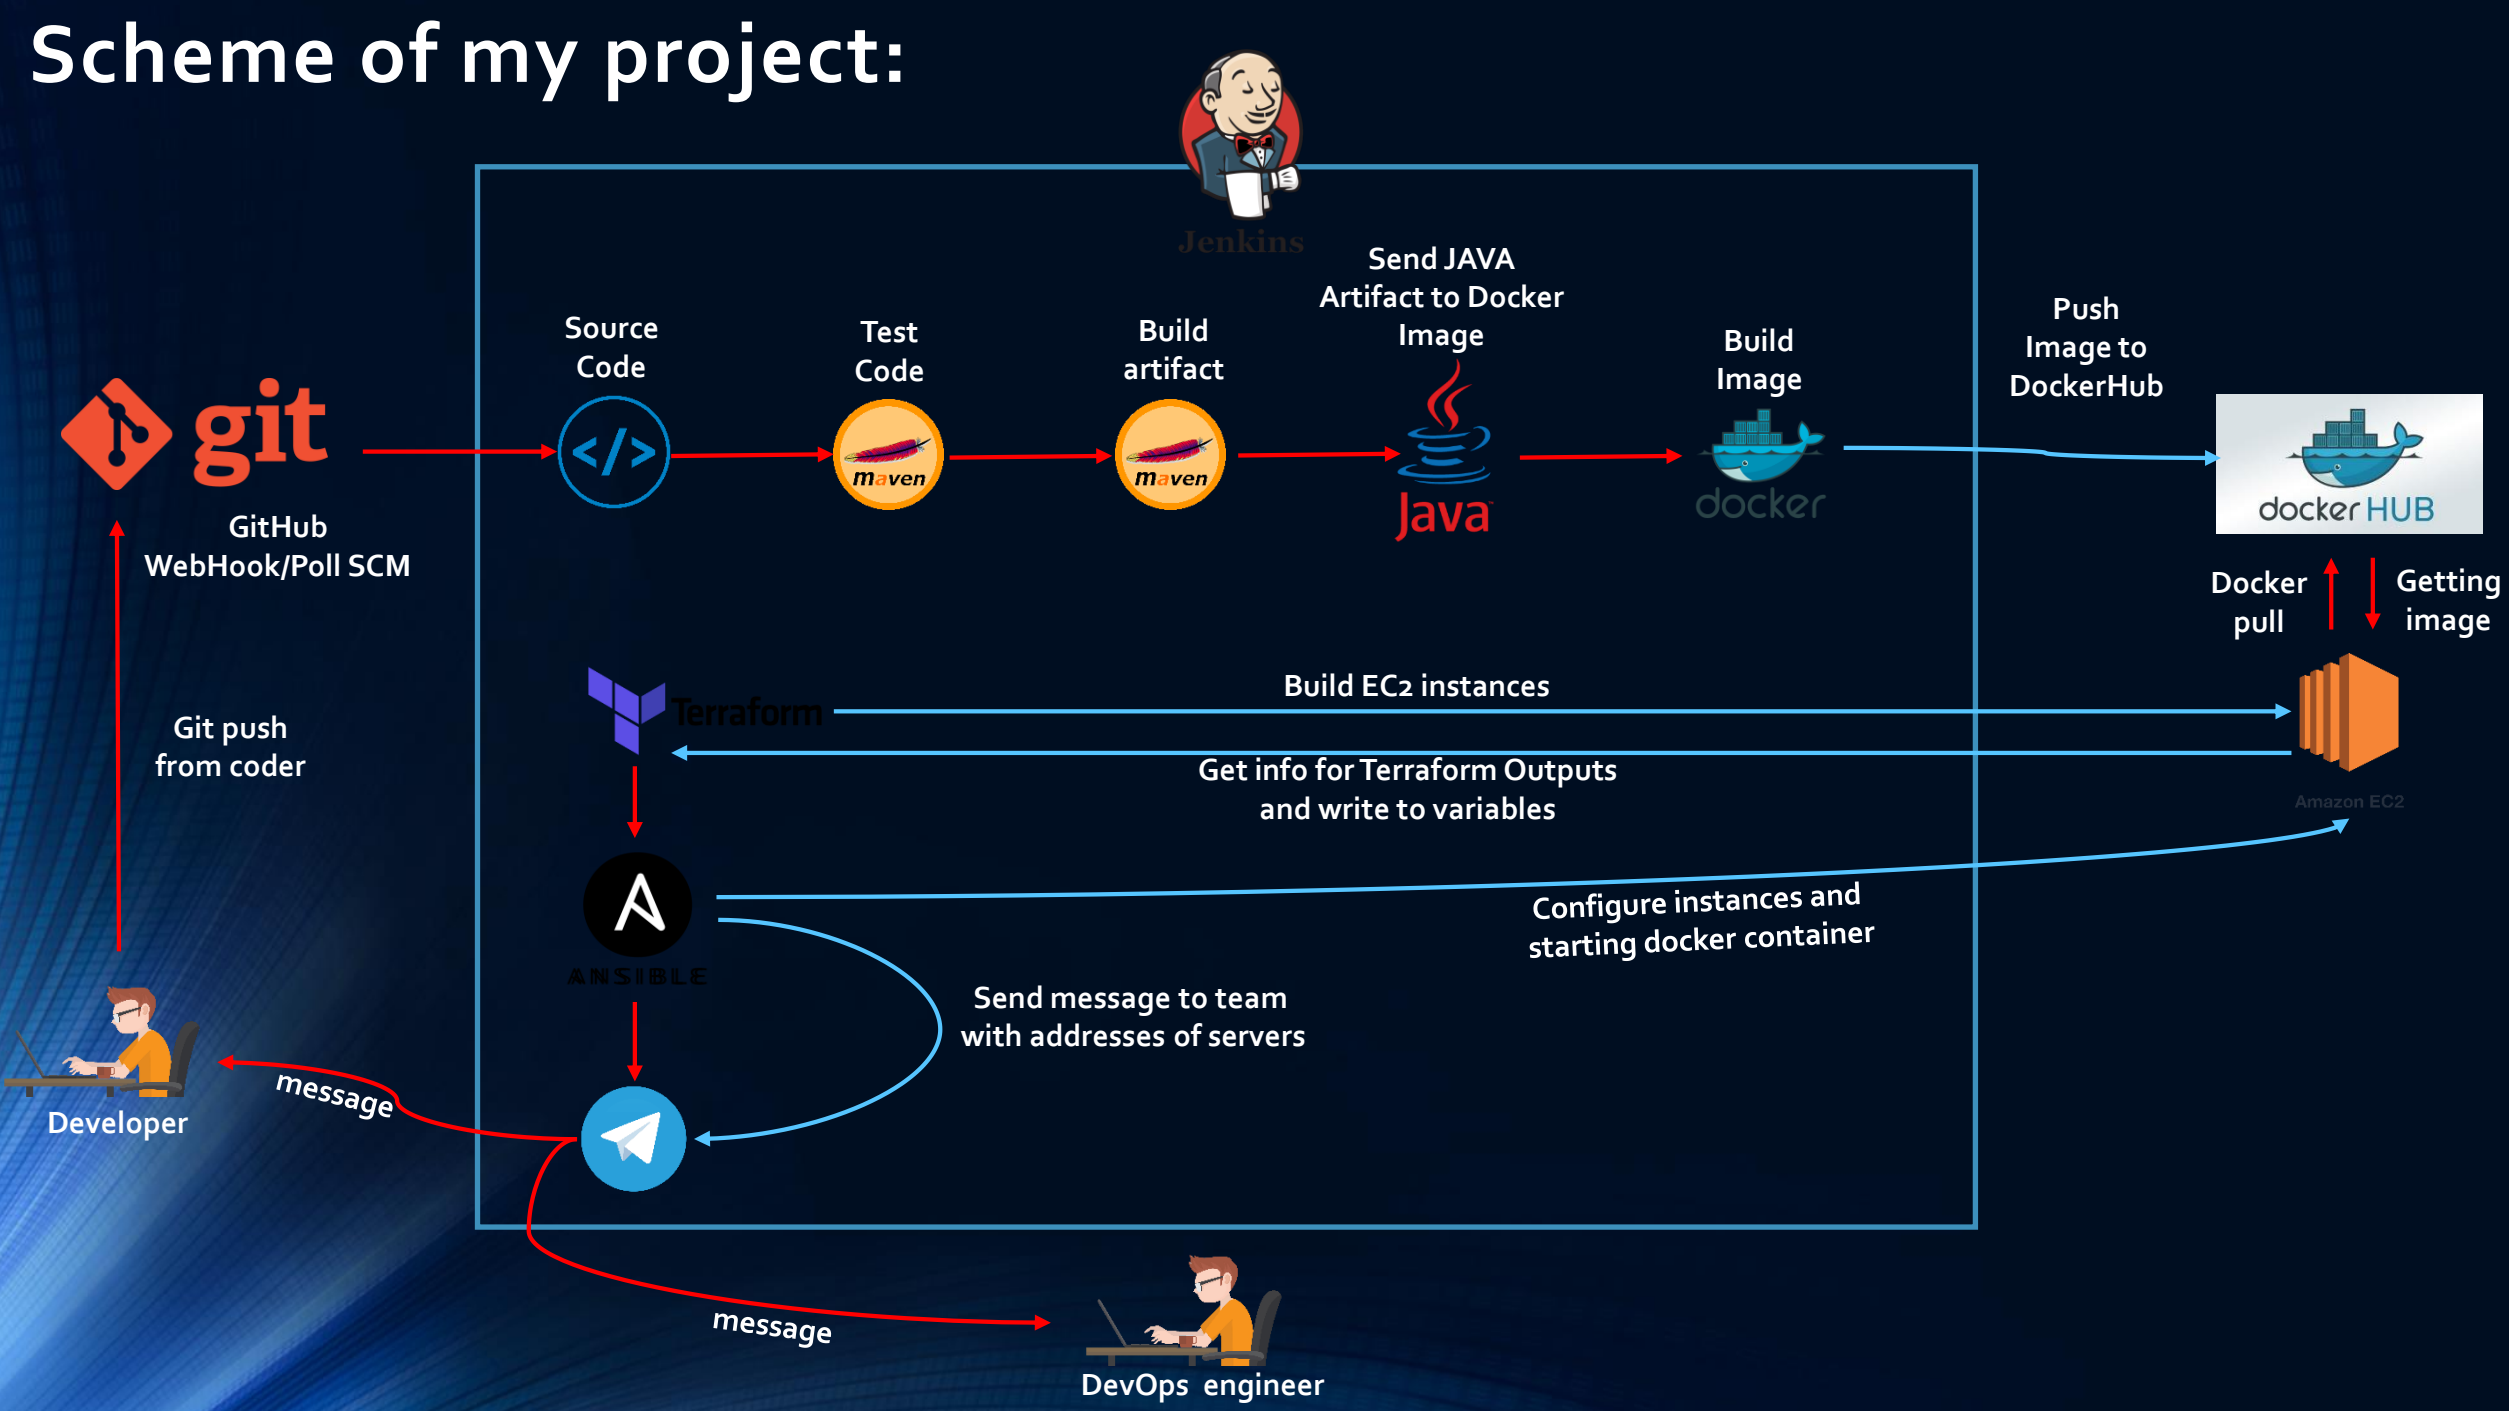 Scheme of my project:
Jenkins
Send JAVA
Artifact to Docker
Image
Source
Code
Test
Code
Build
artifact
Build
Image
Push
Image to
DockerHub
git
</>
maven
maven
Java
docker
docker HUB
GitHub
WebHook/Poll SCM
Docker
pull
Getting
image
Git push
from coder
Terraform
Build EC2 instances
Get info for Terraform Outputs
and write to variables
Amazon EC2
ANSIBLE
Configure instances and
starting docker container
Send message to team
with addresses of servers
message
Developer
message
DevOps engineer